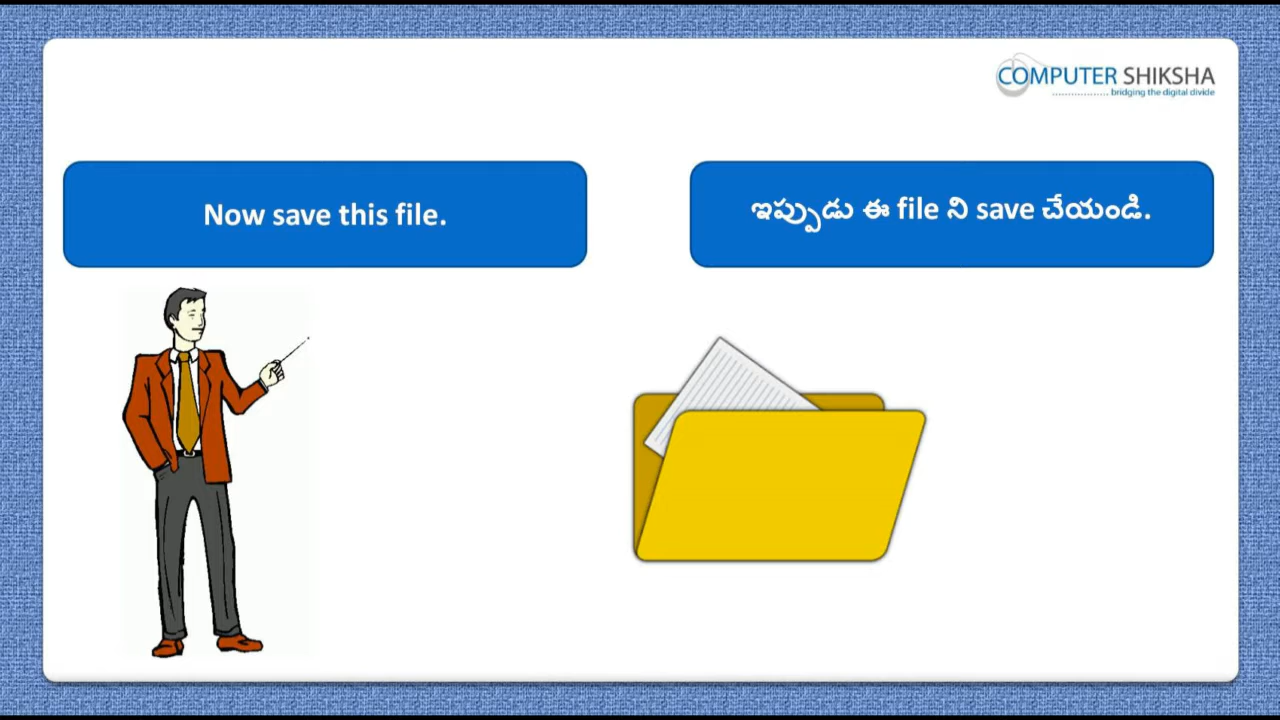 COMPUTER SHIKSHA
.................. bridging the digital divide
Now save this file.
ఇప్పుడు ఈ file ని save చేయండి.